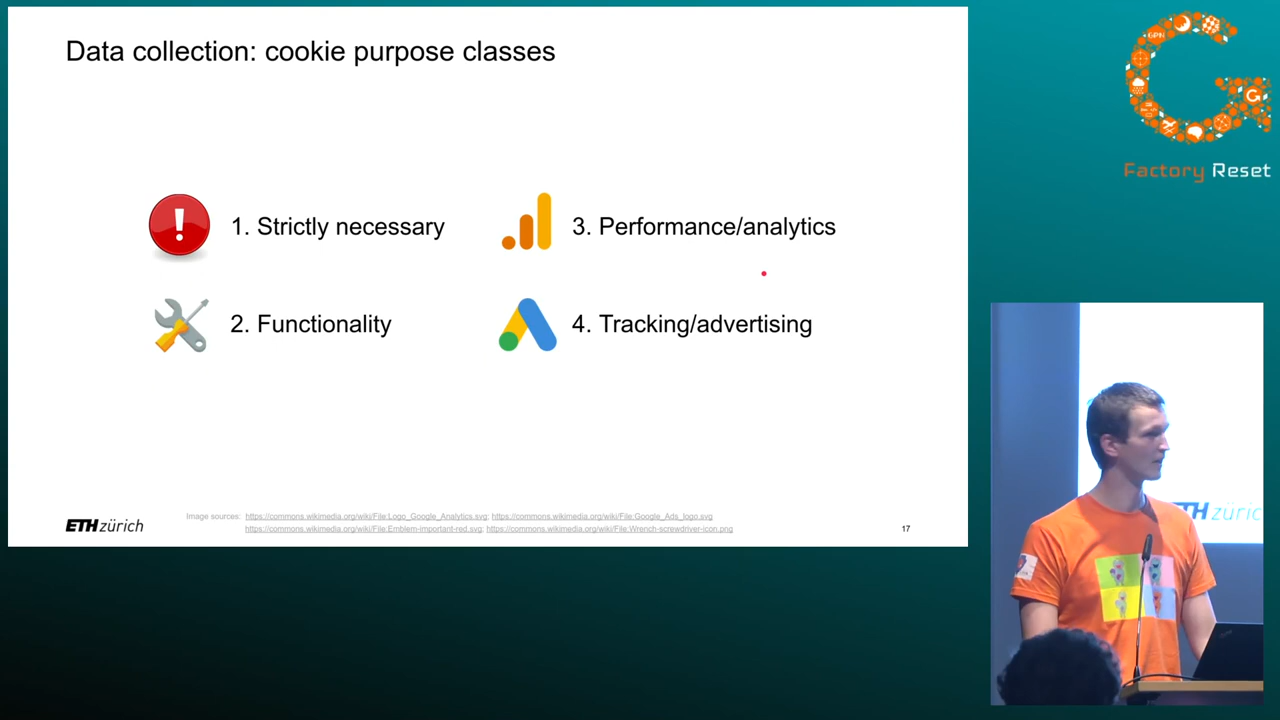 Data collection: cookie purpose classes
1. Strictly necessary
3. Performance/analytics
2. Functionality
4. Tracking/advertising
ETH zürich
Image sources: https://commons.wikimedia.org/wiki/File:Logo_Google_Analytics.svg; https://commons.wikimedia.org/wiki/File:Google_Ads_logo.svg
https://commons.wikimedia.org/wiki/File:Emblem-important-red.svg; https://commons.wikimedia.org/wiki/File:Wrench-screwdriver-icon.png
17
GPN
Factory Reset
TH züric